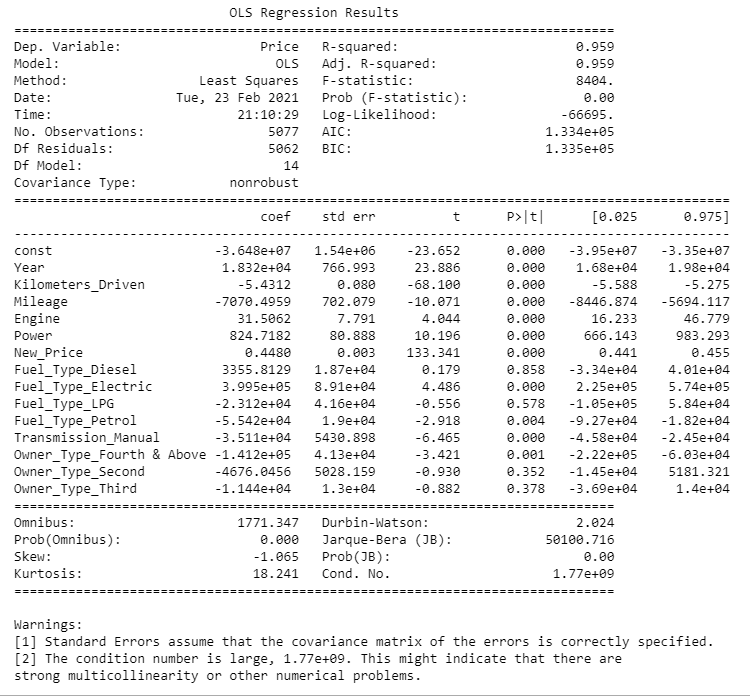 OLS Regression Results
==============================================================================
Dep. Variable: Price R-squared: 0.959
Model: OLS Adj. R-squared: 0.959
Method: Least Squares F-statistic: 8404.
Date: Tue, 23 Feb 2021 Prob (F-statistic): 0.00
Time: 21:10:29 Log-Likelihood: -66695.
No. Observations: 5077 AIC: 1.334e+05
Df Residuals: 5062 BIC: 1.335e+05
Df Model: 14
Covariance Type: nonrobust
=============================================================================================
coef std err t P>|t| [0.025 0.975]
---------------------------------------------------------------------------------------------
const -3.648e+07 1.54e+06 -23.652 0.000 -3.95e+07 -3.35e+07
Year 1.832e+04 766.993 23.886 0.000 1.68e+04 1.98e+04
Kilometers_Driven -5.4312 0.080 -68.100 0.000 -5.588 -5.275
Mileage -7070.4959 702.079 -10.071 0.000 -8446.874 -5694.117
Engine 31.5062 7.791 4.044 0.000 16.233 46.779
Power 824.7182 80.888 10.196 0.000 666.143 983.293
New_Price 0.4480 0.003 133.341 0.000 0.441 0.455
Fuel_Type_Diesel 3355.8129 1.87e+04 0.179 0.858 -3.34e+04 4.01e+04
Fuel_Type_Electric 3.995e+05 8.91e+04 4.486 0.000 2.25e+05 5.74e+05
Fuel_Type_LPG -2.312e+04 4.16e+04 -0.556 0.578 -1.05e+05 5.84e+04
Fuel_Type_Petrol -5.542e+04 1.9e+04 -2.918 0.004 -9.27e+04 -1.82e+04
Transmission_Manual -3.511e+04 5430.898 -6.465 0.000 -4.58e+04 -2.45e+04
Owner_Type_Fourth & Above -1.412e+05 4.13e+04 -3.421 0.001 -2.22e+05 -6.03e+04
Owner_Type_Second -4676.0456 5028.159 -0.930 0.352 -1.45e+04 5181.321
Owner_Type_Third -1.144e+04 1.3e+04 -0.882 0.378 -3.69e+04 1.4e+04
==============================================================================
Omnibus: 1771.347 Durbin-Watson: 2.024
Prob(Omnibus): 0.000 Jarque-Bera (JB): 50100.716
Skew: -1.065 Prob(JB): 0.00
Kurtosis: 18.241 Cond. No. 1.77e+09
==============================================================================
Warnings:
[1] Standard Errors assume that the covariance matrix of the errors is correctly specified.
[2] The condition number is large, 1.77e+09. This might indicate that there are
strong multicollinearity or other numerical problems.